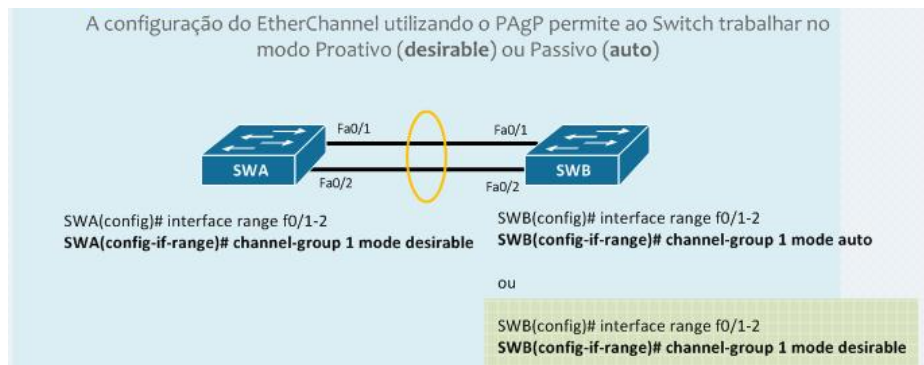 A configuração do EtherChannel utilizando o PAgP permite ao Switch trabalhar no
modo Proativo (desirable) ou Passivo (auto)
Fa0/1
Fa0/1
SWA
SWB
Fa0/2
Fa0/2
SWA(config)# interface range f0/1-2
SWA(config-if-range)# channel-group 1 mode desirable
SWB(config)# interface range f0/1-2
SWB(config-if-range)# channel-group 1 mode auto
ou
SWB(config)# interface range f0/1-2
SWB(config-if-range)# channel-group 1 mode desirable